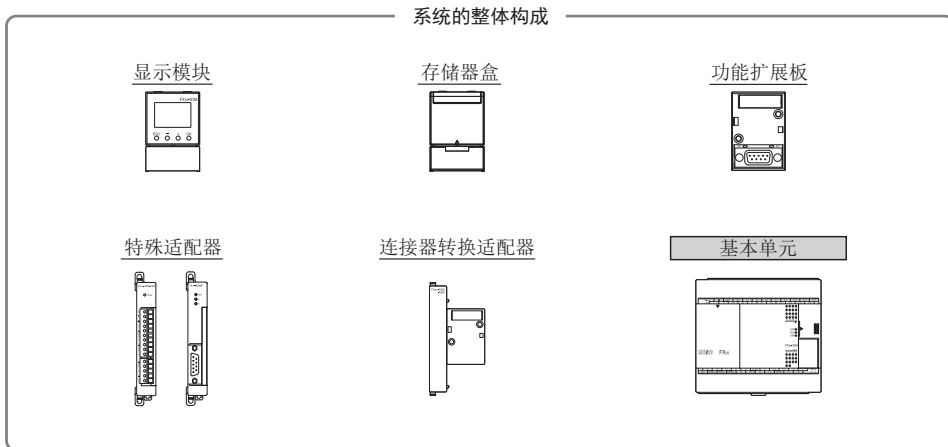 系统的整体构成
显示模块
存储器盒
功能扩展板
特殊适配器
连接器转换适配器
基本单元